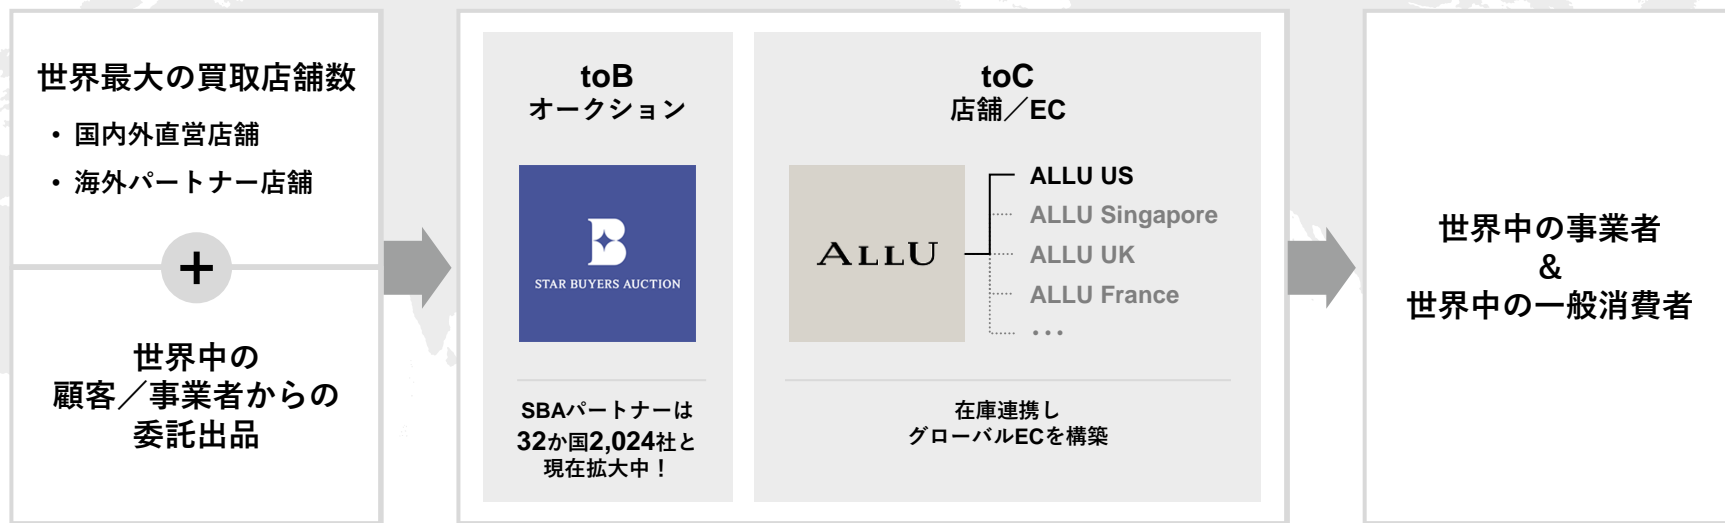 世界最大の買取店舗数
・ 国内外直営店舗
・ 海外パートナー店舗
+
世界中の
顧客／事業者からの
委託出品
toB
オークション
B
STAR BUYERS AUCTION
SBAパートナーは
32か国2,024社と
現在拡大中！
toC
店舗／EC
ALLU
ALLU US
ALLU Singapore
ALLU UK
ALLU France
・・・
在庫連携し
グローバルECを構築
世界中の事業者
&
世界中の一般消費者